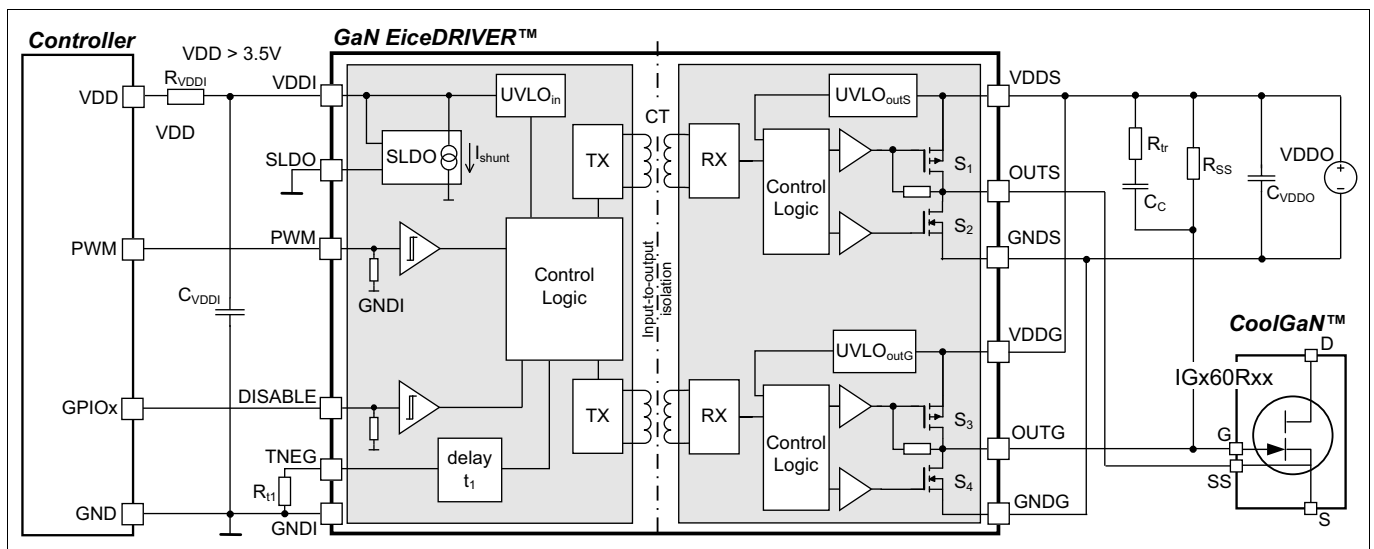 Controller
VDD > 3.5V
GaN EiceDRIVER™
VDD
RVDDI
VDDI
VDD
SLDO
PWM
PWM
CVDDI
GPIOx
DISABLE
TNEG
Rt1
GND
GNDI
UVLOin
SLDO
Ishunt
TX
GNDI
Control
Logic
TX
delay
t1
CT
Input-to-output
isolation
RX
UVLOoutS
Control
Logic
S1
S2
RX
UVLOoutG
Control
Logic
S3
S4
VDDS
OUTS
GNDS
VDDG
OUTG
GNDG
Rtr
CC
RSS
CVDDO
VDDO
CoolGaN™
D
IGx60Rxx
G
SS
S